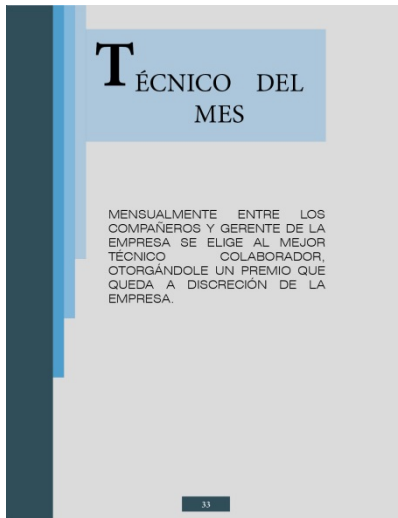 TÉCNICO DEL
MES
MENSUALMENTE ENTRE LOS
COMPAÑEROS Y GERENTE DE LA
EMPRESA SE ELIGE AL MEJOR
TÉCNICO COLABORADOR,
OTORGÁNDOLE UN PREMIO QUE
QUEDA A DISCRECIÓN DE LA
EMPRESA.
33